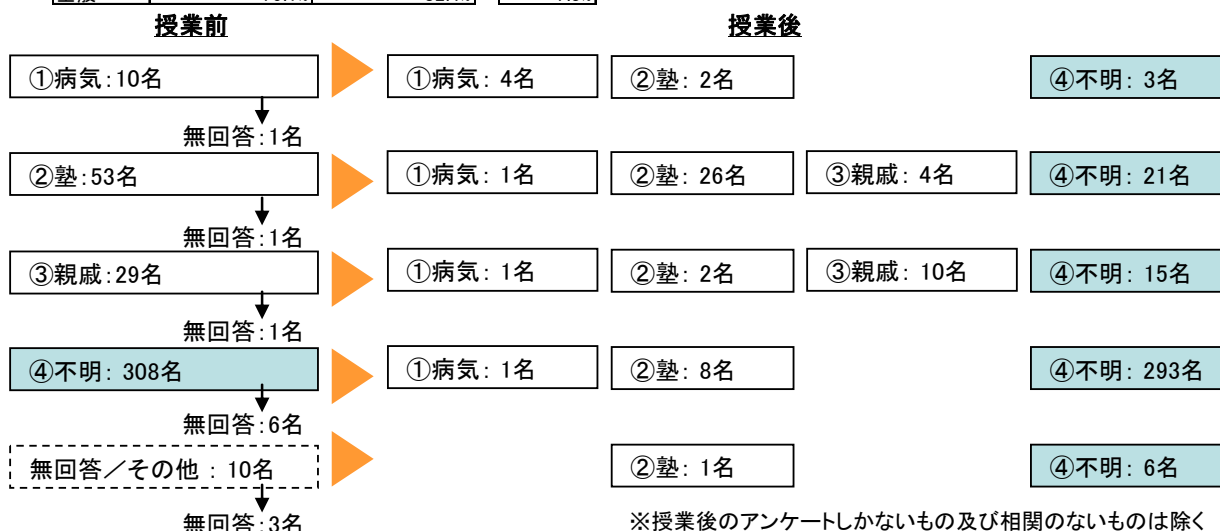 授業前
授業後
①病気:10名
①病気: 4名
②塾: 2名
④不明: 3名
無回答:1名
②塾:53名
①病気: 1名
②塾: 26名
③親戚: 4名
④不明: 21名
無回答:1名
③親戚:29名
①病気: 1名
②塾: 2名
③親戚: 10名
④不明: 15名
無回答:1名
④不明: 308名
①病気: 1名
②塾: 8名
④不明: 293名
無回答:6名
無回答／その他 : 10名
②塾: 1名
④不明: 6名
無回答:3名
※授業後のアンケートしかないもの及び相関のないものは除く